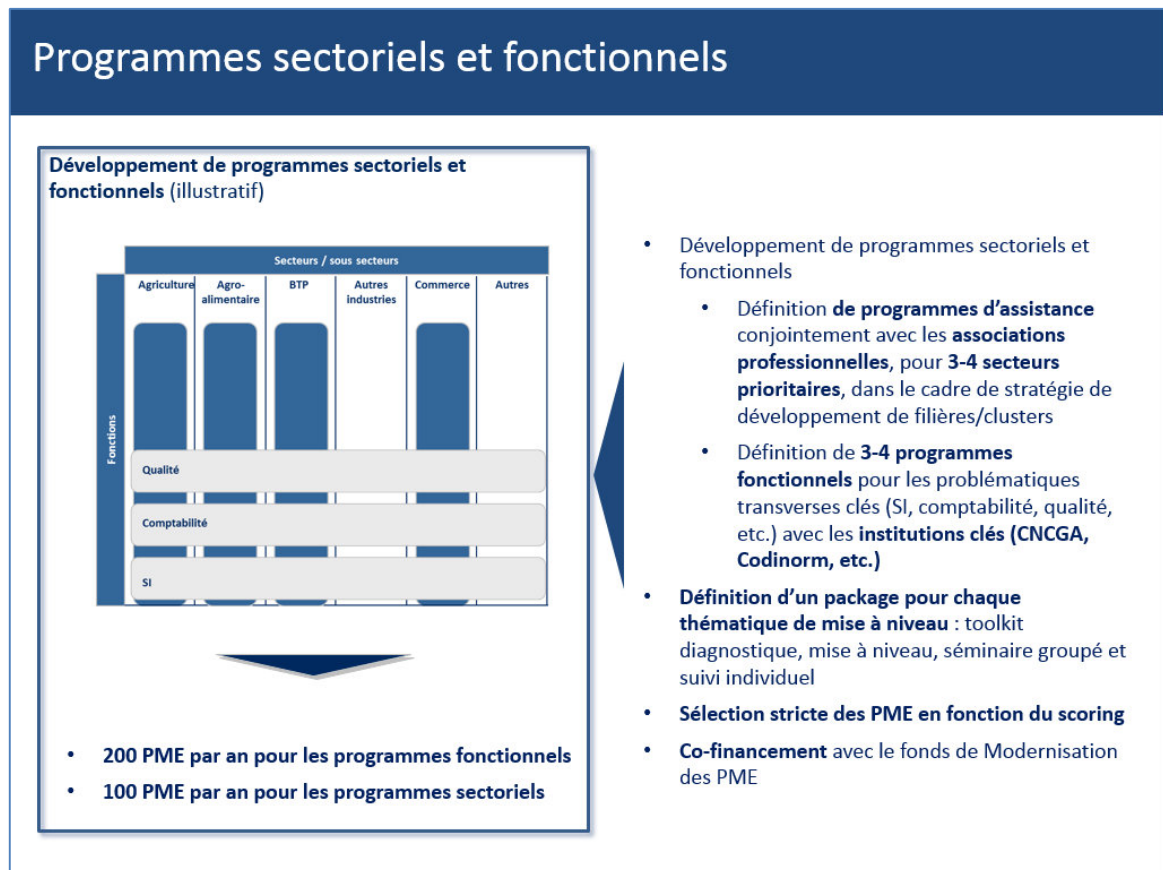 Programmes sectoriels et fonctionnels
Développement de programmes sectoriels et
fonctionnels (illustratif)
Secteurs / sous secteurs
Fonctions
Agriculture
Agro-
alimentaire
BTP
Autres
industries
Commerce
Autres
Qualité
Comptabilité
SI
• 200 PME par an pour les programmes fonctionnels
• 100 PME par an pour les programmes sectoriels
• Développement de programmes sectoriels et
fonctionnels
• Définition de programmes d’assistance
conjointement avec les associations
professionnelles, pour 3-4 secteurs
prioritaires, dans le cadre de stratégie de
développement de filières/clusters
• Définition de 3-4 programmes
fonctionnels pour les problématiques
transverses clés (SI, comptabilité, qualité,
etc.) avec les institutions clés (CNCGA,
Codinorm, etc.)
• Définition d’un package pour chaque
thématique de mise à niveau : toolkit
diagnostique, mise à niveau, séminaire groupé et
suivi individuel
• Sélection stricte des PME en fonction du scoring
• Co-financement avec le fonds de Modernisation
des PME